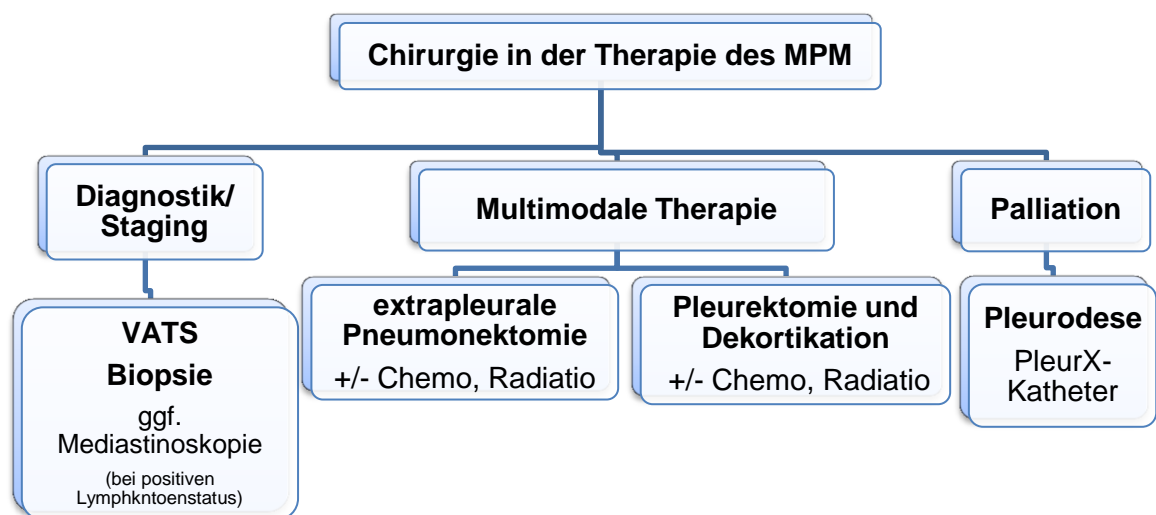 Chirurgie in der Therapie des MPM
Diagnostik/
Staging
Multimodale Therapie
Palliation
VATS
Biopsie
ggf.
Mediastinoskopie
(bei positiven
Lymphkntoenstatus)
extrapleurale
Pneumonektomie
+/- Chemo, Radiatio
Pleurektomie und
Dekortikation
+/- Chemo, Radiatio
Pleurodese
PleurX-
Katheter